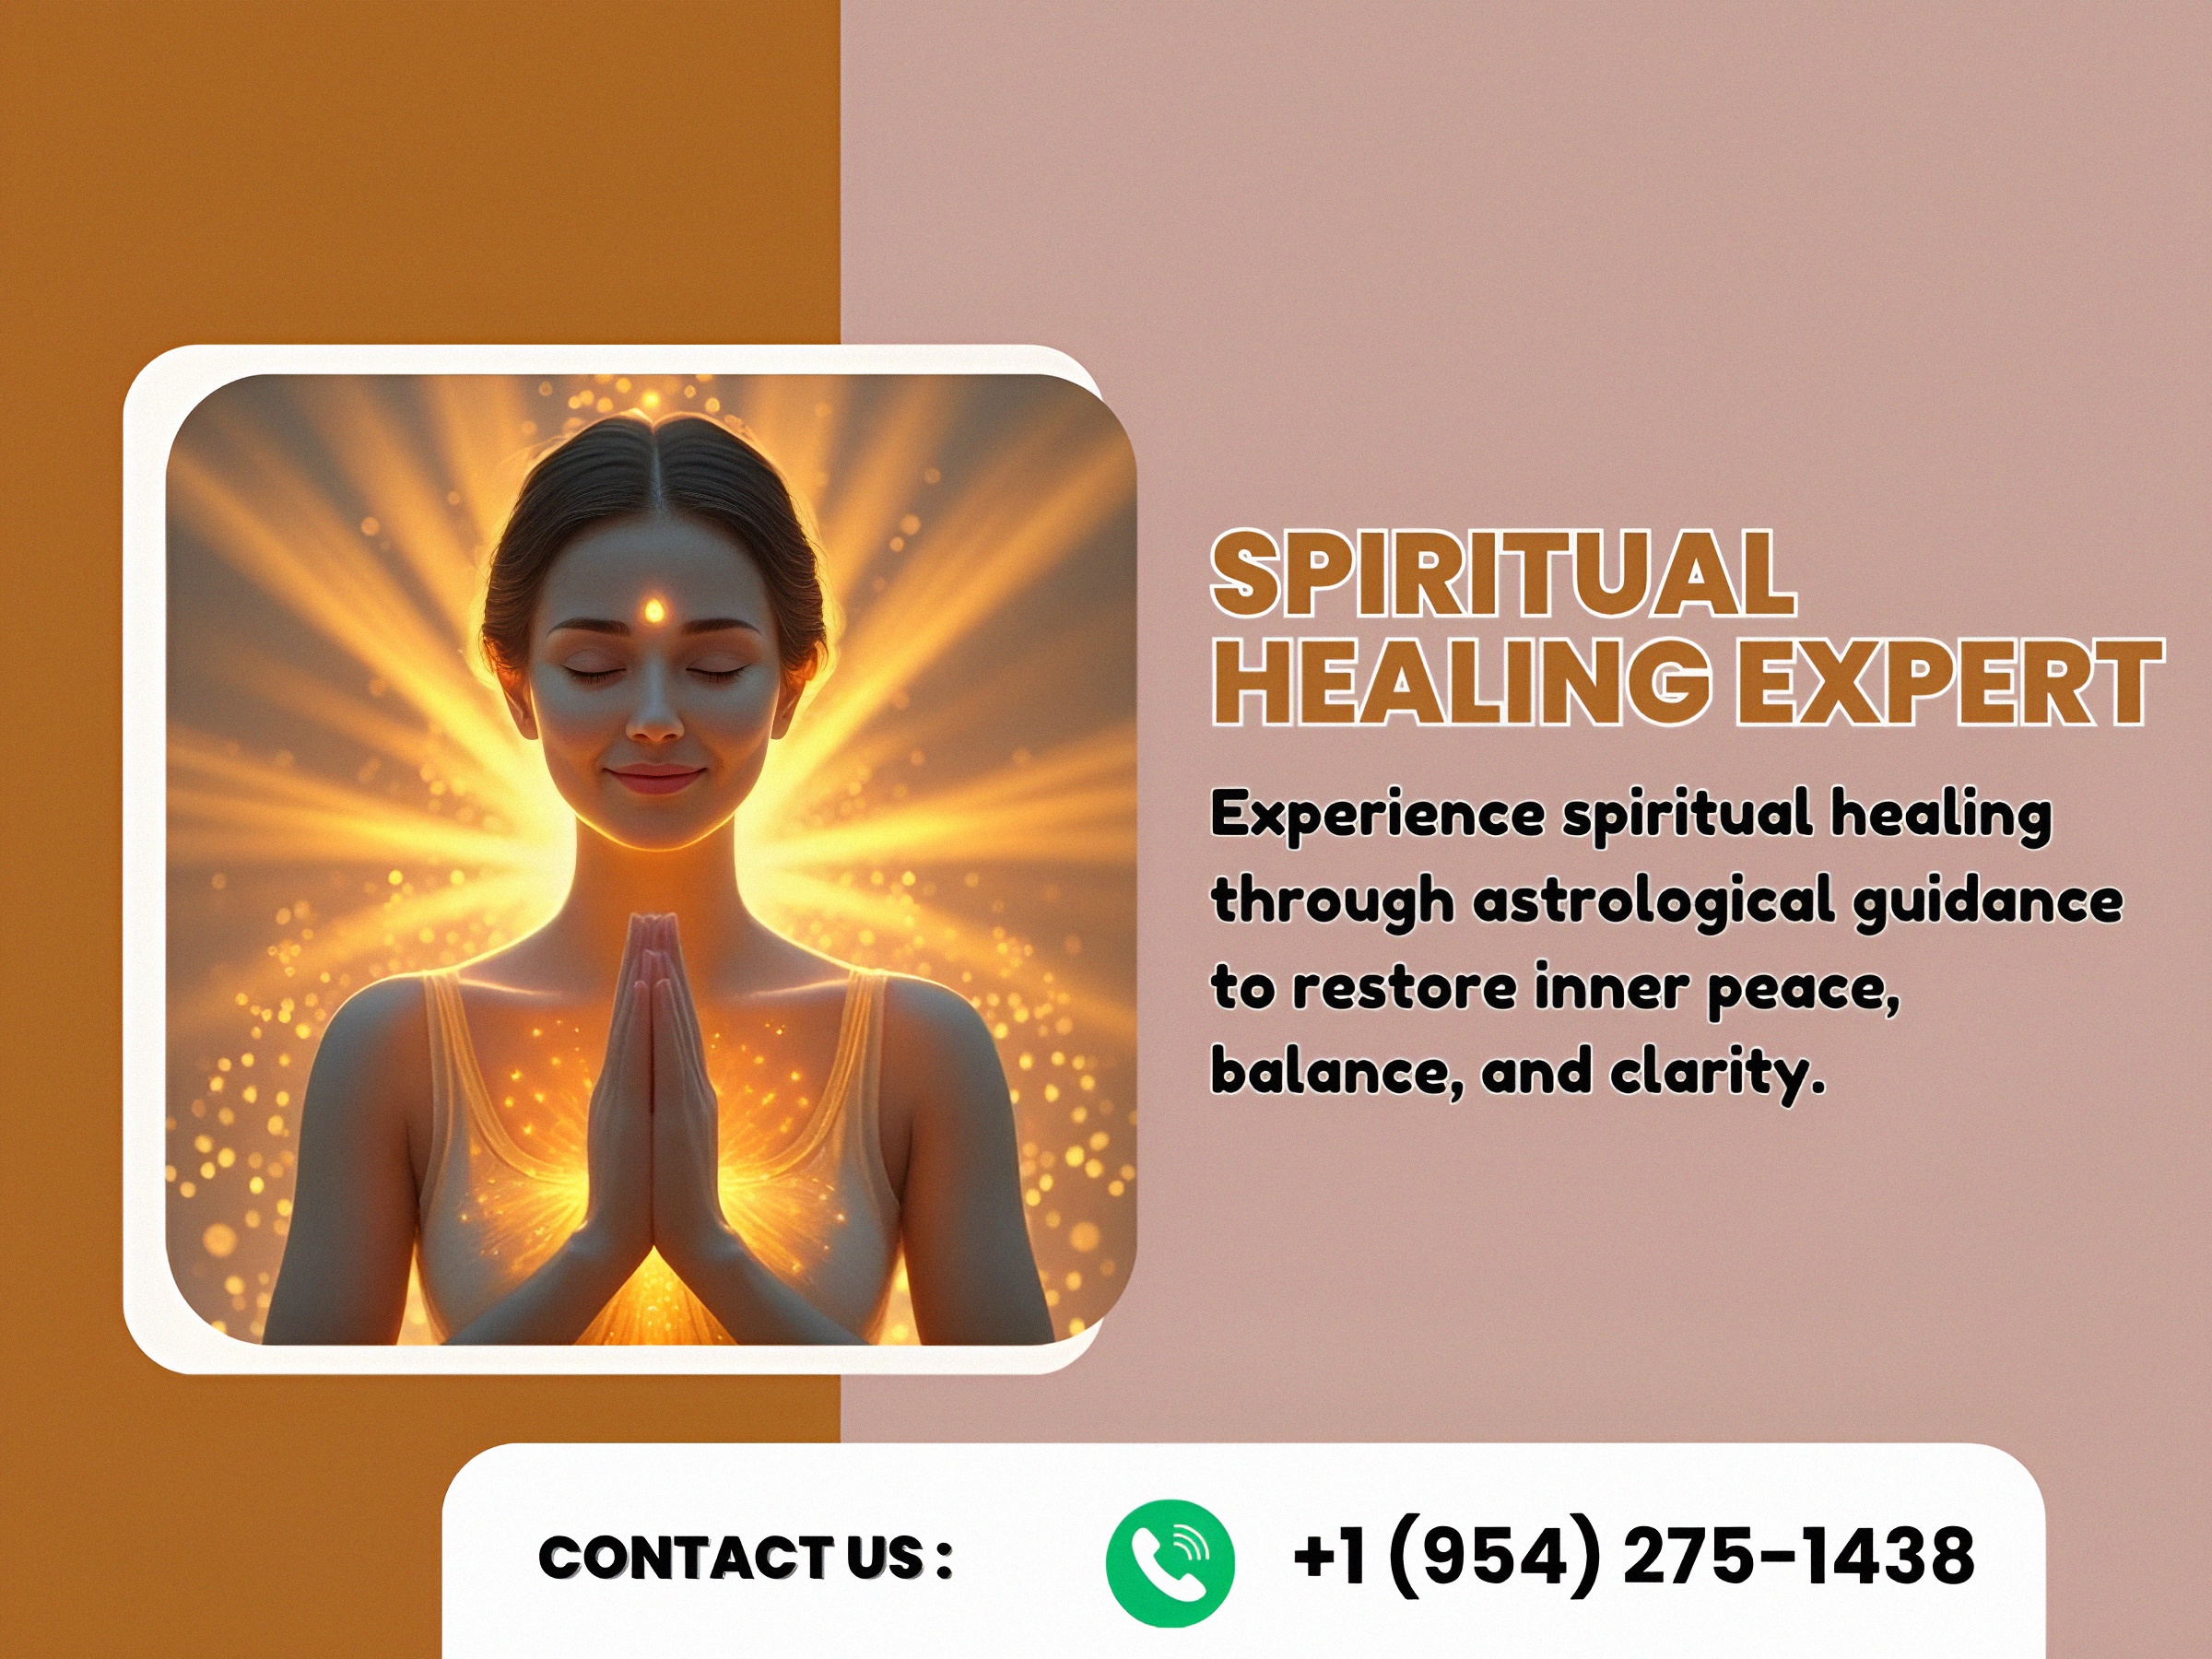 SPIRITUAL
HEALING EXPERT
Experience spiritual healing
through astrological guidance
to restore inner peace,
balance, and clarity.
CONTACT US :
+1 (954) 275-1438